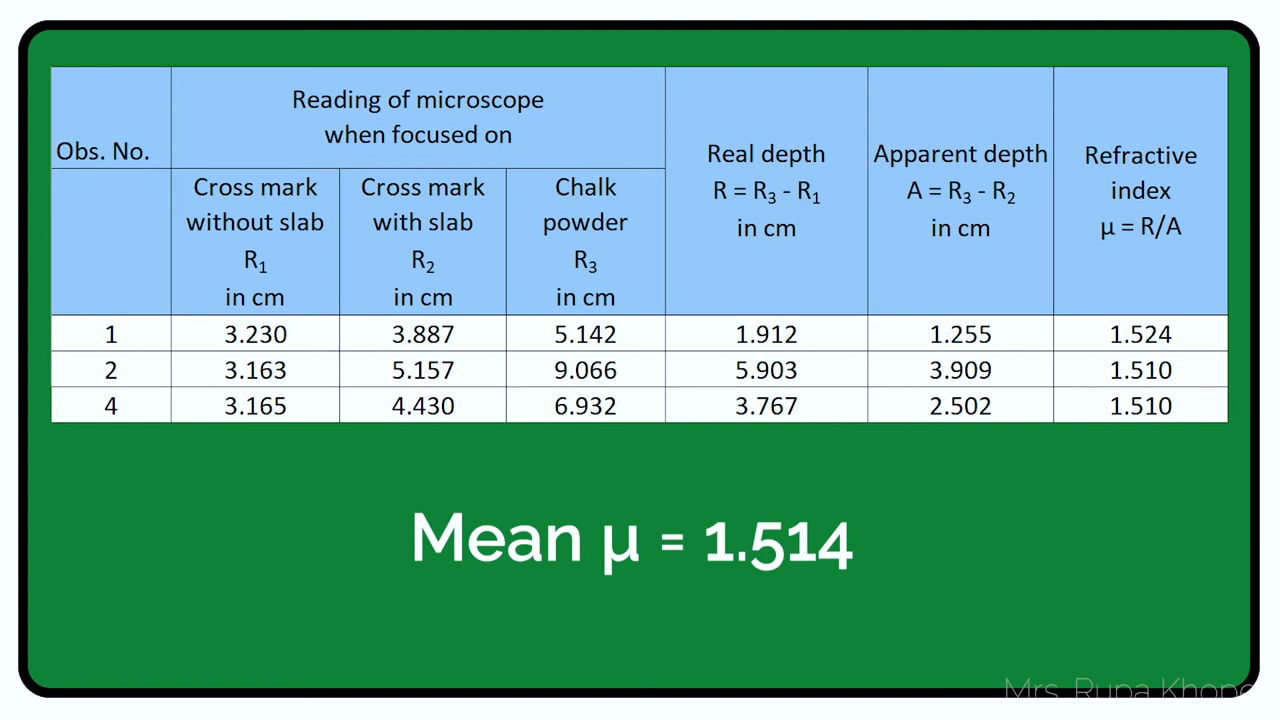 Reading of microscope
when focused on
Obs. No.
Real depth
R = R₃ - R₁
in cm
Apparent depth
A = R₃ - R₂
in cm
Refractive
index
μ = R/A
Cross mark
without slab
R₁
in cm
Cross mark
with slab
R₂
in cm
Chalk
powder
R₃
in cm
1 3.230 3.887 5.142 1.912 1.255 1.524
2 3.163 5.157 9.066 5.903 3.909 1.510
4 3.165 4.430 6.932 3.767 2.502 1.510
Mean μ = 1.514
Mrs. Rupa Khope